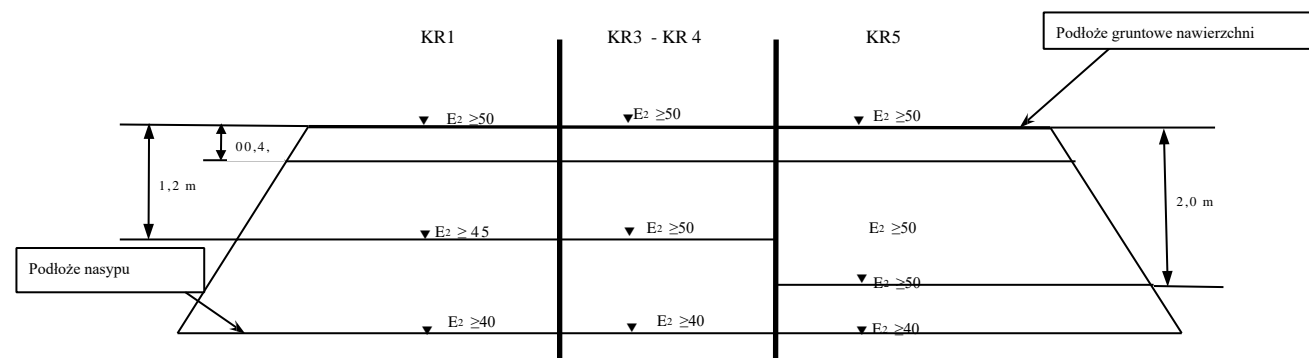 KR1 KR3 - KR 4 KR5
Podłoże gruntowe nawierzchni
E2 ≥50 E2 ≥50 E2 ≥50
00,4,
1,2 m
2,0 m
E2 ≥ 45 E2 ≥50 E2 ≥50
Podłoże nasypu
E2 ≥50
E2 ≥40 E2 ≥40 E2 ≥40